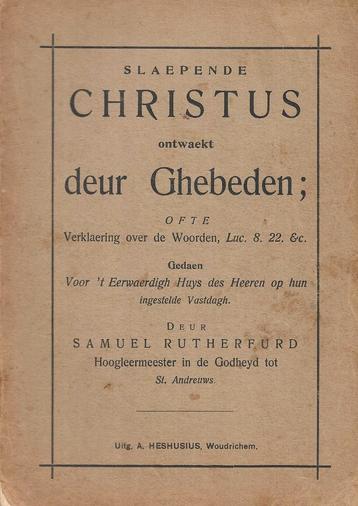 SLAEPENDE
CHRISTUS
ontwaekt
deur Ghebeden;
OFTE
Verklaering over de Woorden, Luc. 8. 22. &c.
Gedaen
Voor 't Eerwaerdigh Huys des Heeren op hun
ingestelde Vastdagh.
DEUR
SAMUEL RUTHERFURD
Hoogleermeester in de Godheyd tot
St. Andreuws.
Uitg. A. HESHUSIUS, Woudrichem.